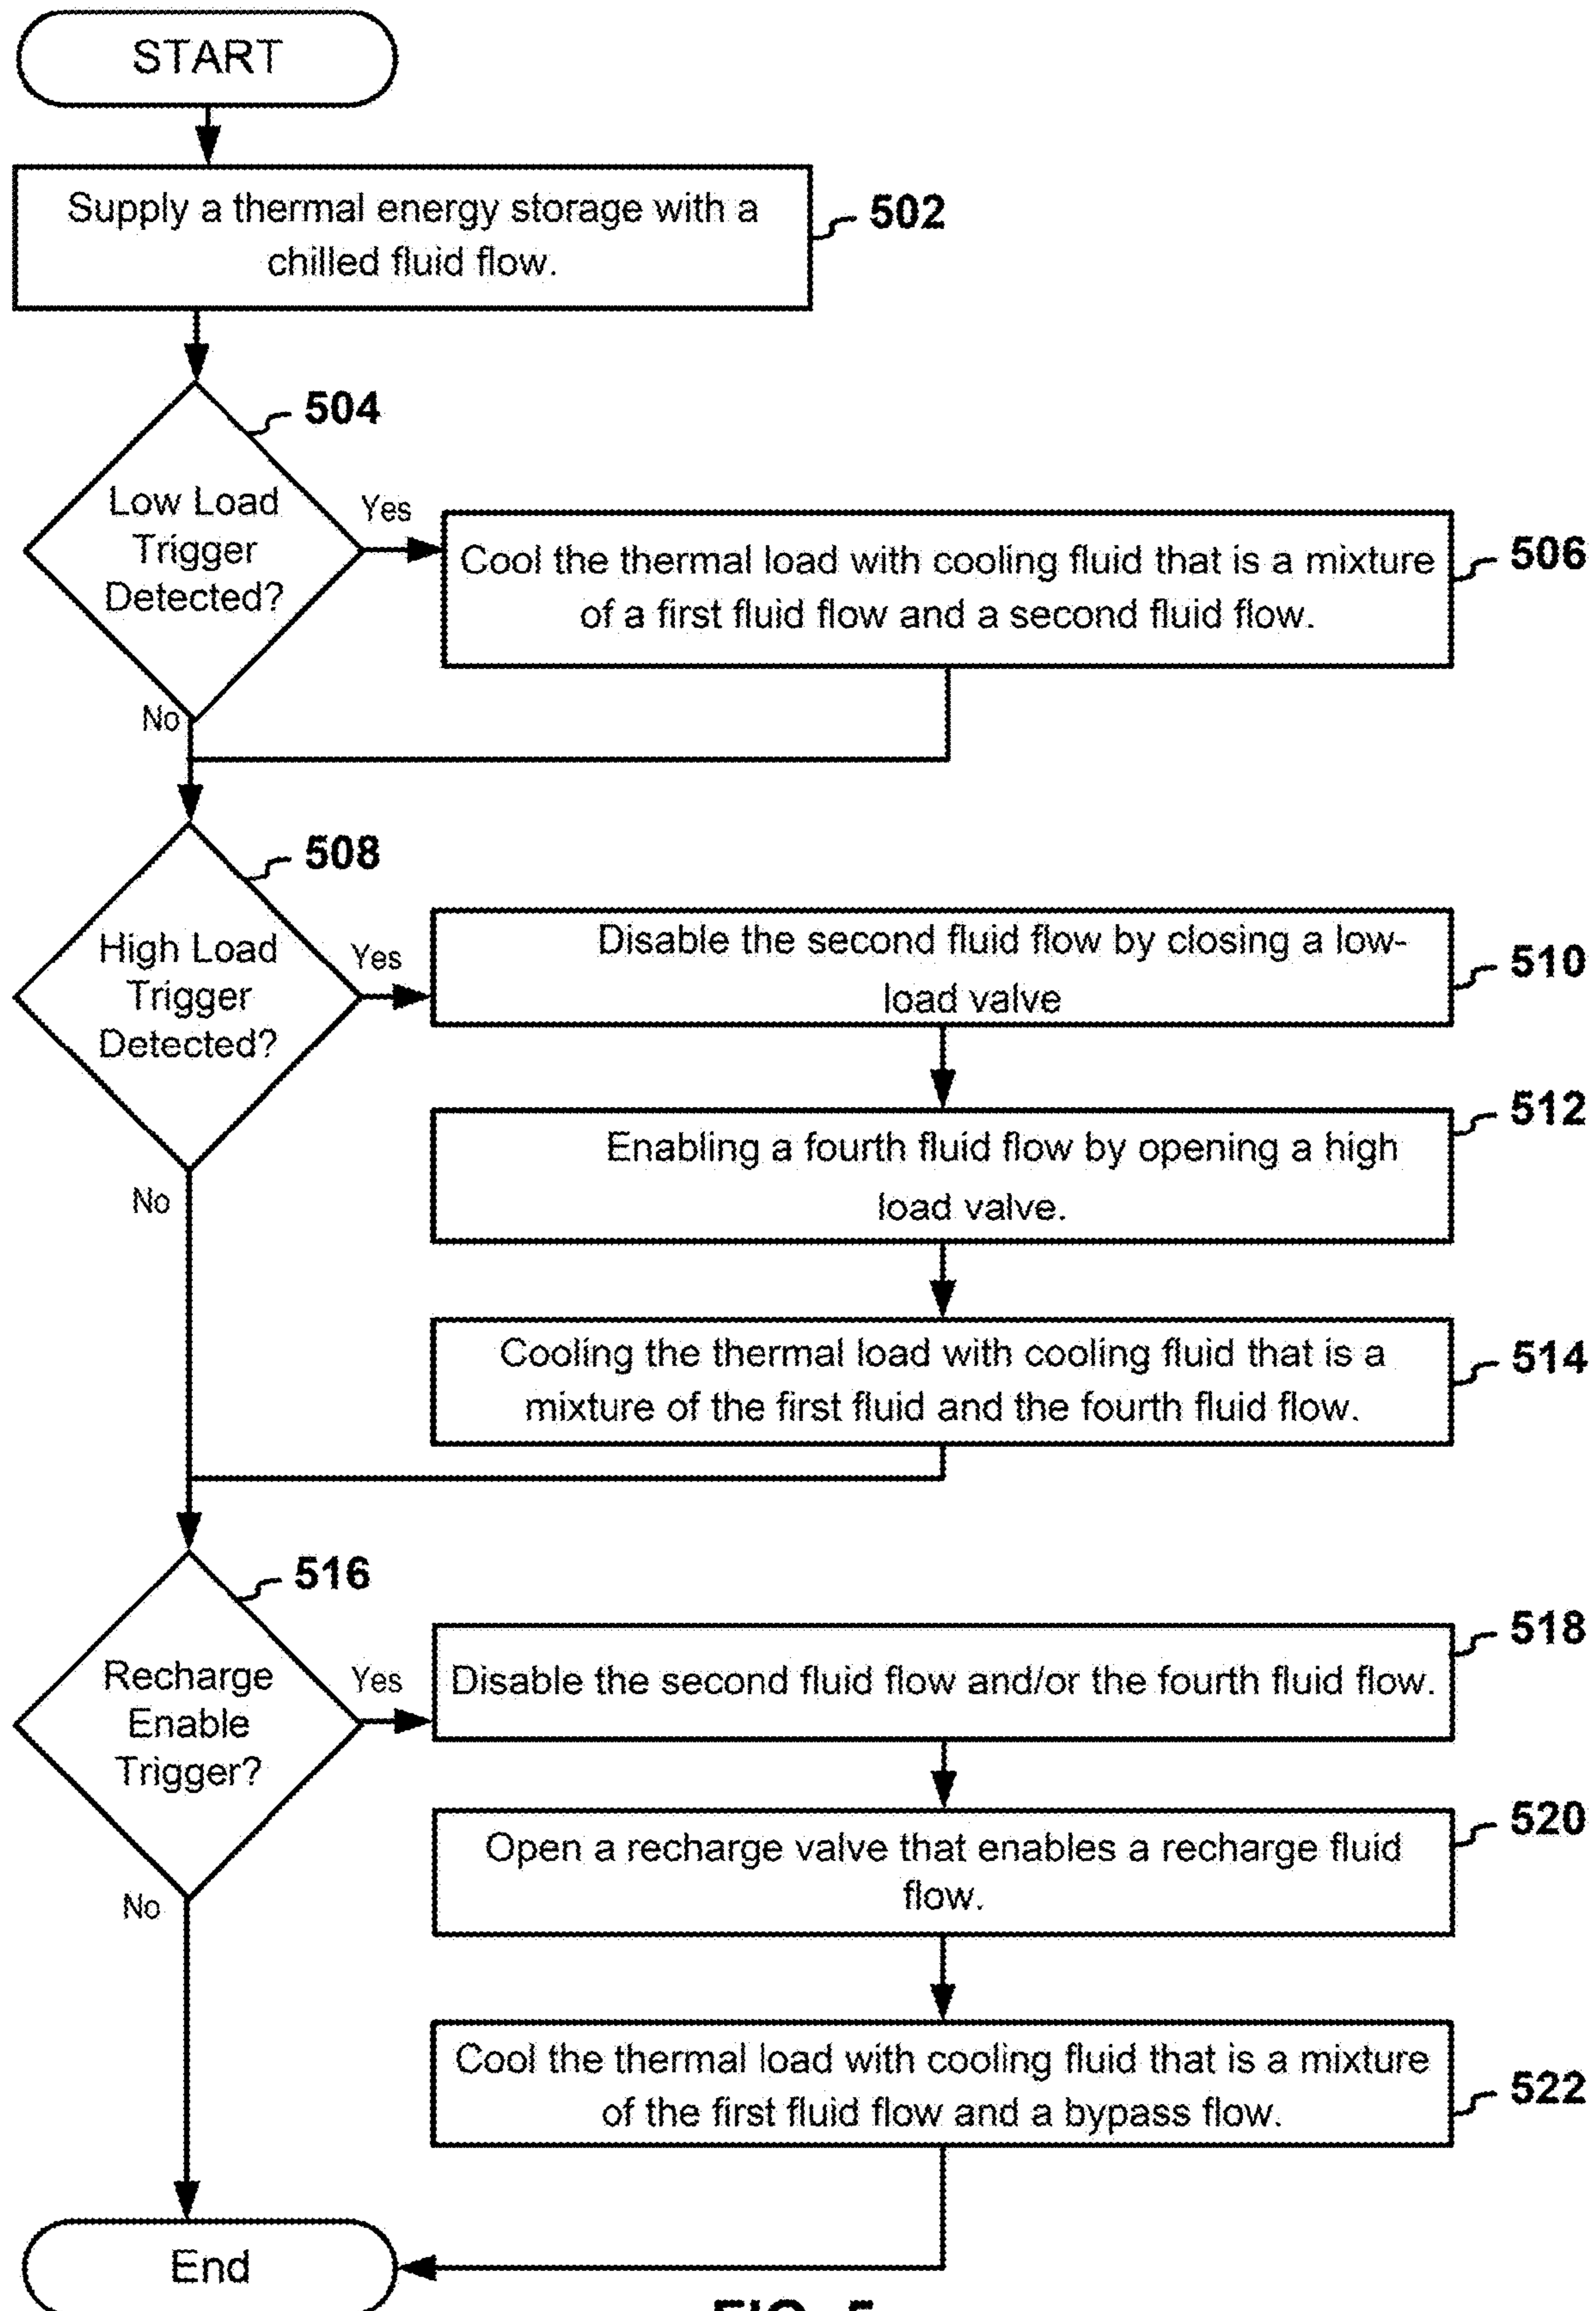 START
Supply a thermal energy storage with a
chilled fluid flow.
502
504
Low Load
Trigger
Detected?
Yes
Cool the thermal load with cooling fluid that is a mixture
of a first fluid flow and a second fluid flow.
506
No
508
High Load
Trigger
Detected?
Yes
Disable the second fluid flow by closing a low-
load valve
510
Enabling a fourth fluid flow by opening a high
load valve.
512
No
Cooling the thermal load with cooling fluid that is a
mixture of the first fluid and the fourth fluid flow.
514
516
Recharge
Enable
Trigger?
Yes
Disable the second fluid flow and/or the fourth fluid flow.
518
Open a recharge valve that enables a recharge fluid
flow.
520
No
Cool the thermal load with cooling fluid that is a mixture
of the first fluid flow and a bypass flow.
522
End